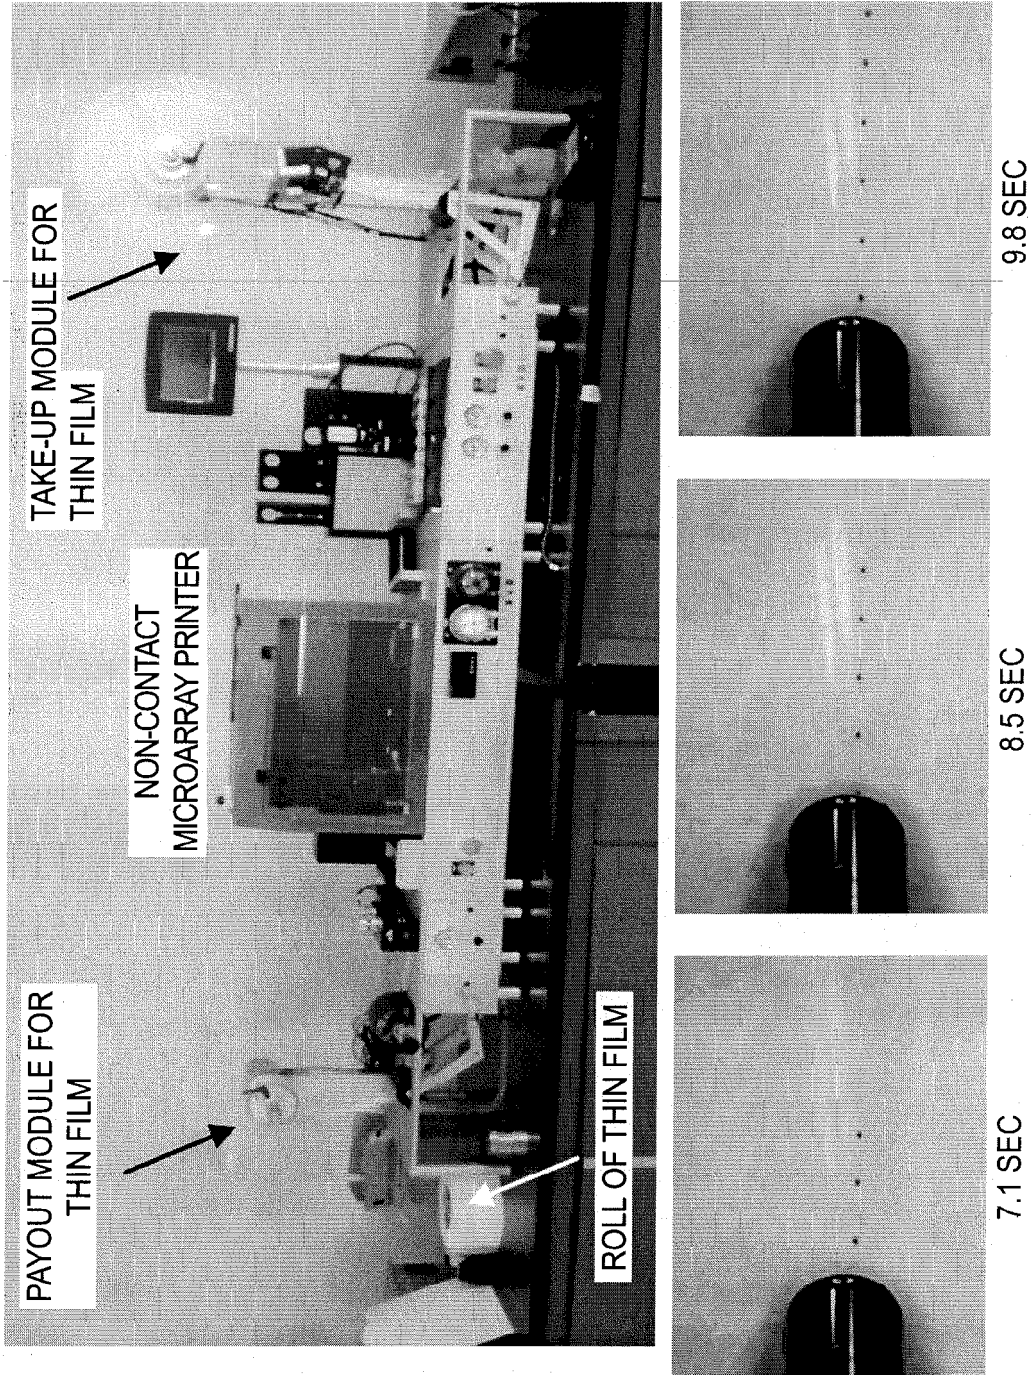 PAYOUT MODULE FOR
THIN FILM
NON-CONTACT
MICROARRAY PRINTER
TAKE-UP MODULE FOR
THIN FILM
ROLL OF THIN FILM
7.1 SEC
8.5 SEC
9.8 SEC